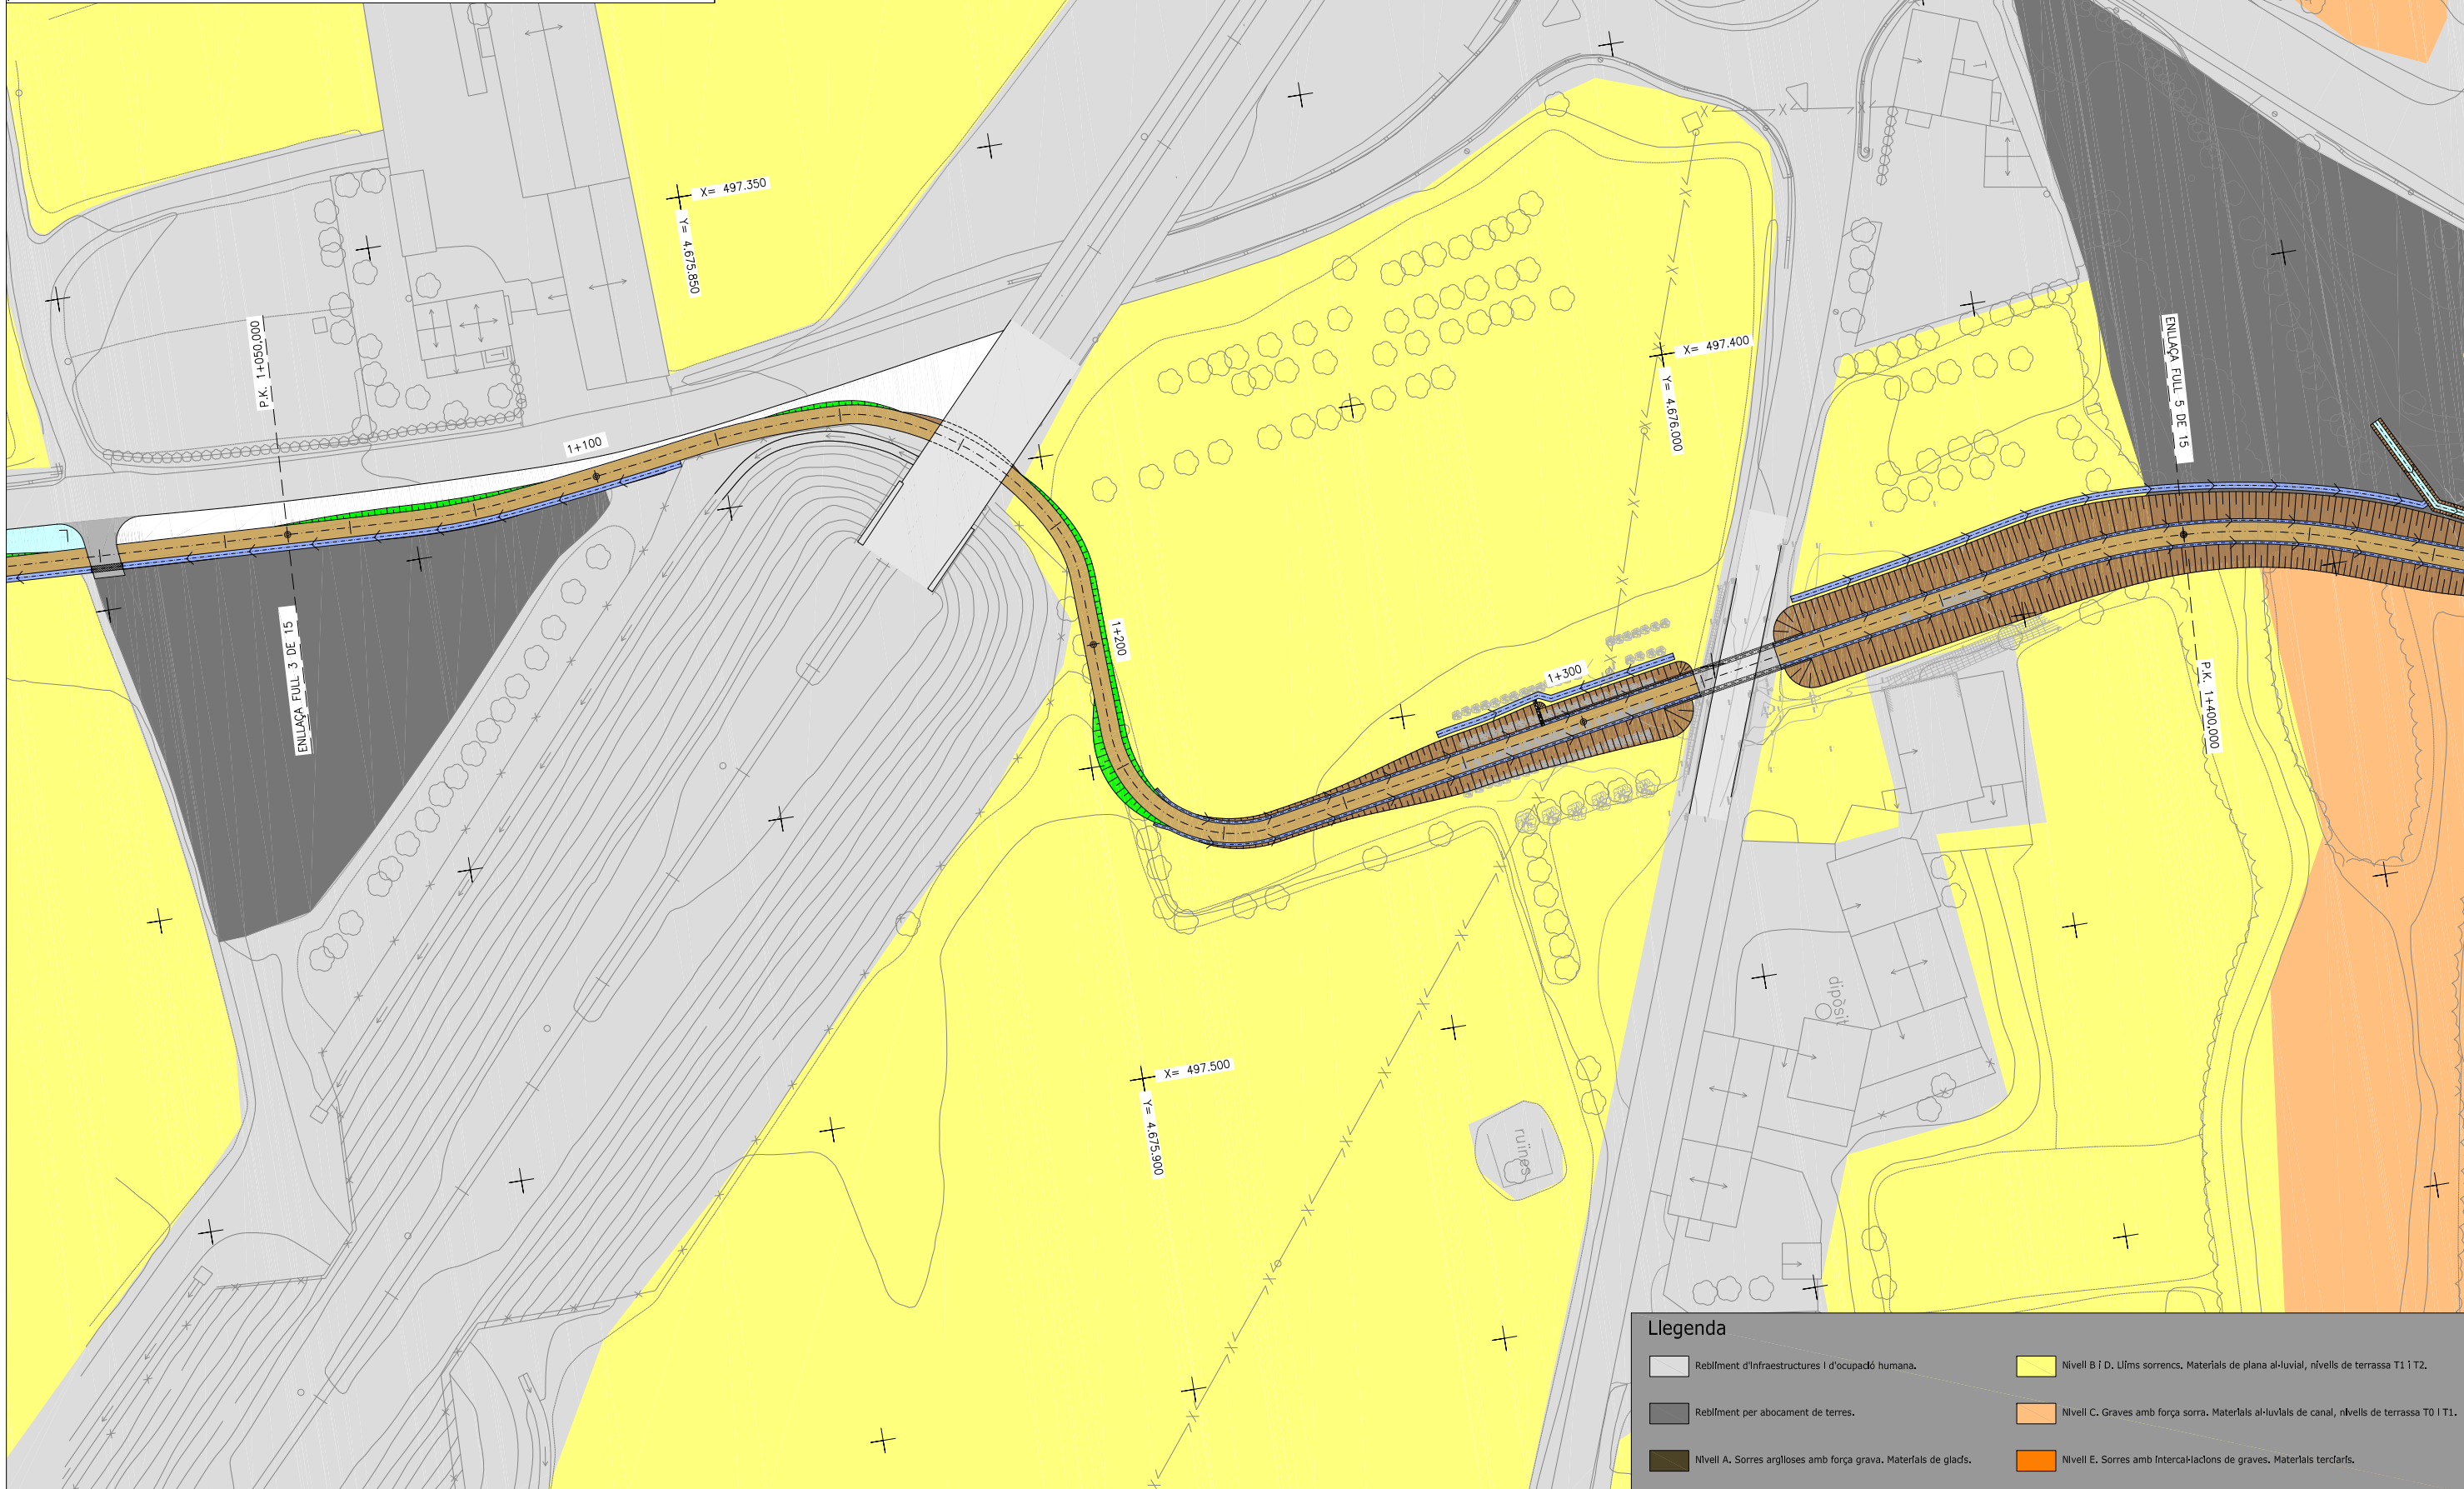 X= 497.350
Y= 4.675.850
P.K. 1+050.000
ENLLAÇA FULL 3 DE 15
1+100
X= 497.400
Y= 4.676.000
ENLLAÇA FULL 5 DE 15
P.K. 1+400.000
1+200
1+300
dipòsit
X= 497.500
Y= 4.675.900
ruïnes
Llegenda
Rebliment d'infraestructures i d'ocupació humana.
Rebliment per abocament de terres.
Nivell A. Sorres argiloses amb força grava. Materials de glacis.
Nivell B i D. Llims sorrencs. Materials de plana al·luvial, nivells de terrassa T1 i T2.
Nivell C. Graves amb força sorra. Materials al·luvials de canal, nivells de terrassa T0 i T1.
Nivell E. Sorres amb intercal·lacions de graves. Materials terciaris.